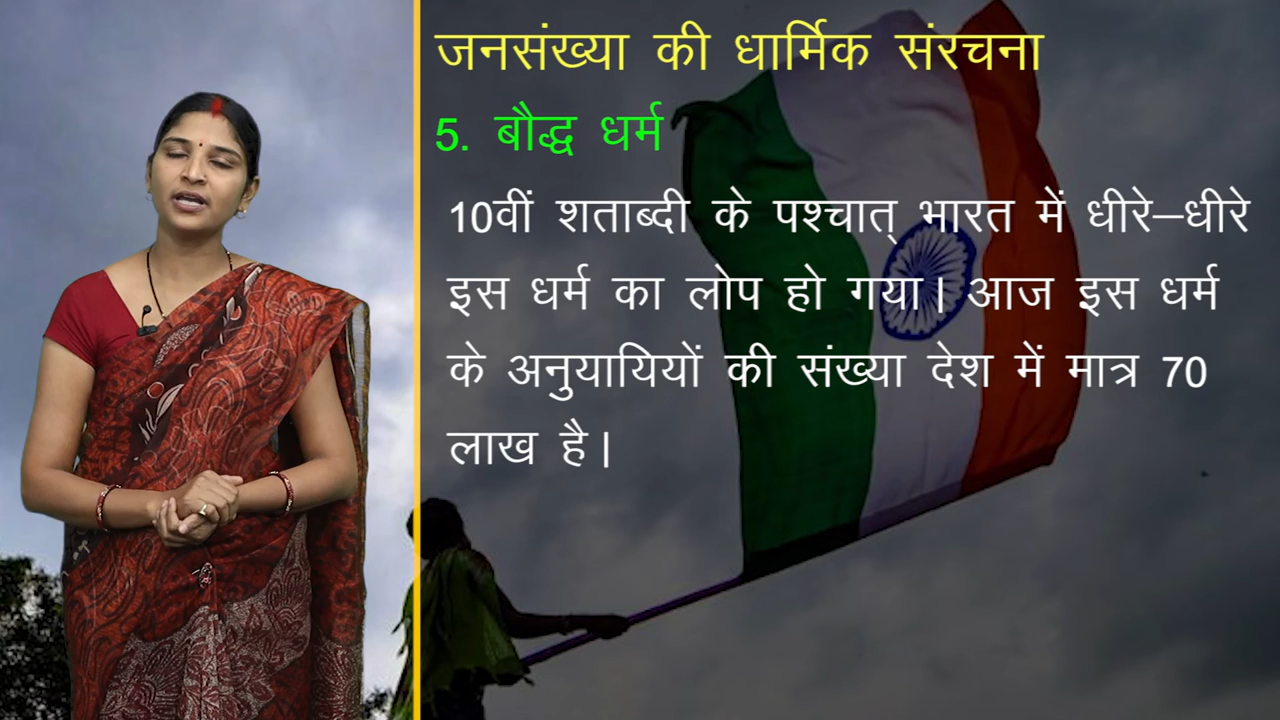 जनसंख्या की धार्मिक संरचना
5. बौद्ध धर्म
10वीं शताब्दी के पश्चात् भारत में धीरे–धीरे
इस धर्म का लोप हो गया। आज इस धर्म
के अनुयायियों की संख्या देश में मात्र 70
लाख है।